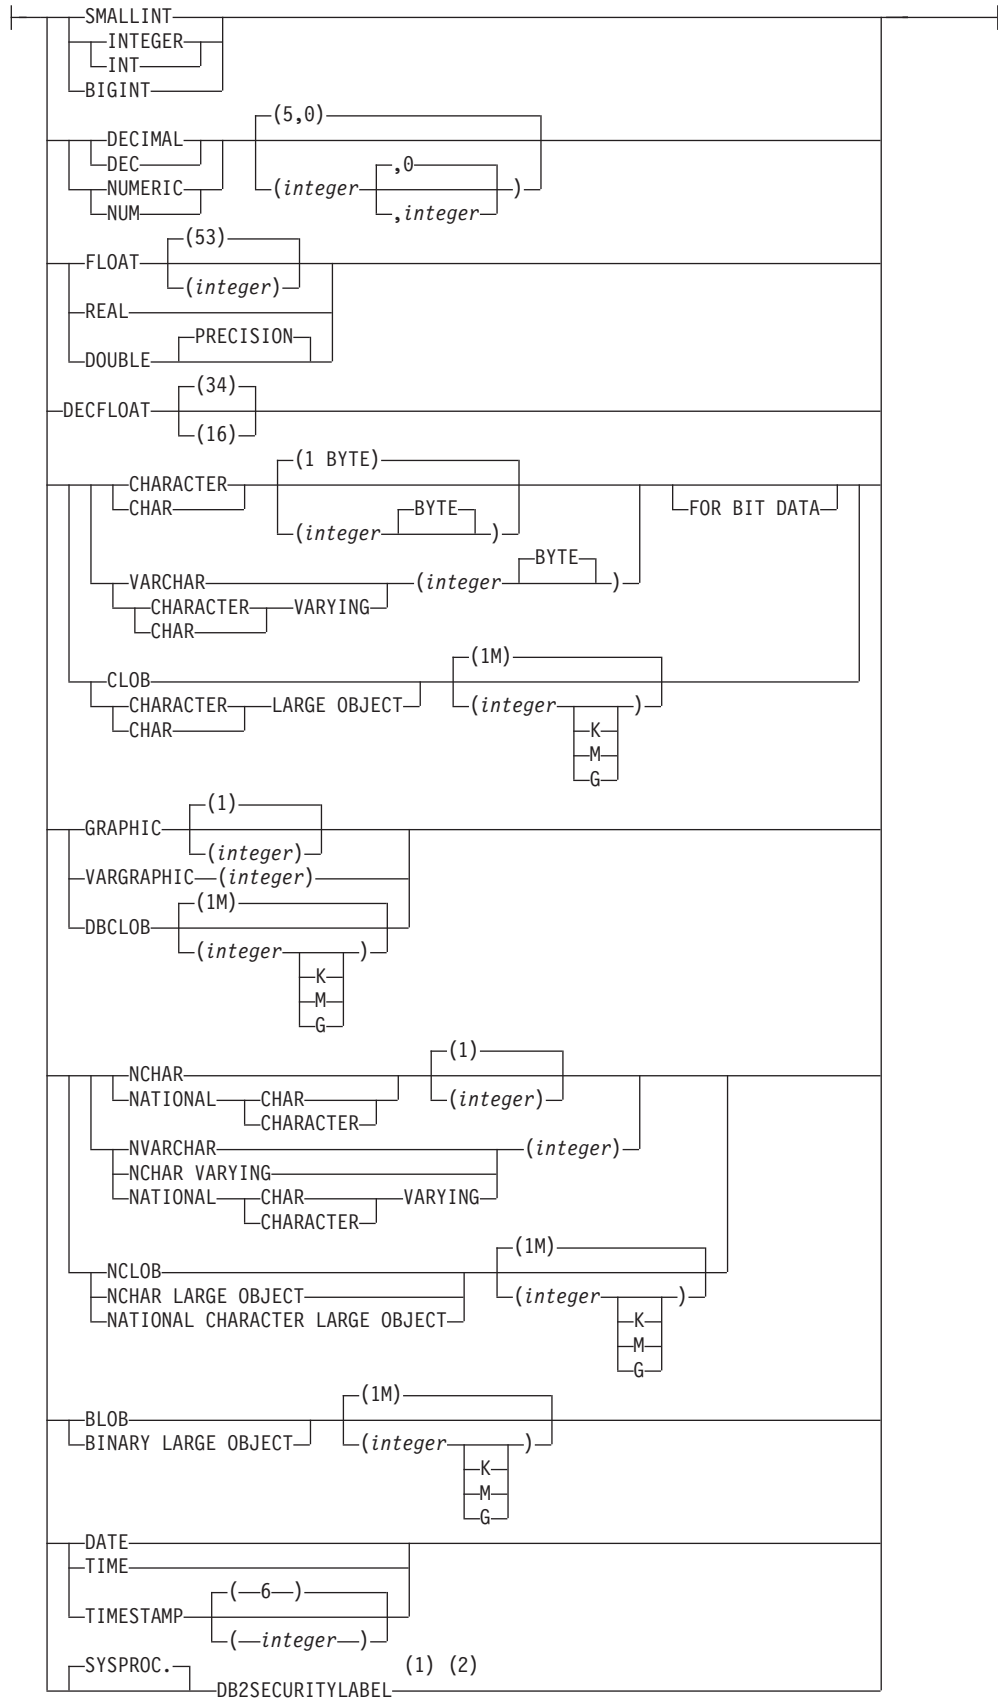 SMALLINT
INTEGER
INT
BIGINT
(5,0)
DECIMAL
DEC
,0
NUMERIC (integer )
NUM ,integer
(53)
FLOAT
(integer)
REAL
PRECISION
DOUBLE
(34)
DECFLOAT
(16)
(1 BYTE)
CHARACTER
CHAR BYTE FOR BIT DATA
(integer )
BYTE
VARCHAR (integer )
CHARACTER VARYING
CHAR
(1M)
CLOB
CHARACTER LARGE OBJECT (integer )
CHAR K
M
G
(1)
GRAPHIC
(integer)
VARGRAPHIC (integer)
(1M)
DBCLOB
(integer )
K
M
G
(1)
NCHAR
NATIONAL CHAR (integer)
CHARACTER
NVARCHAR (integer)
NCHAR VARYING
NATIONAL CHAR VARYING
CHARACTER
(1M)
NCLOB
NCHAR LARGE OBJECT (integer )
NATIONAL CHARACTER LARGE OBJECT K
M
G
(1M)
BLOB
BINARY LARGE OBJECT (integer )
K
M
G
DATE
TIME
( 6 )
TIMESTAMP
( integer )
SYSPROC. (1) (2)
DB2SECURITYLABEL